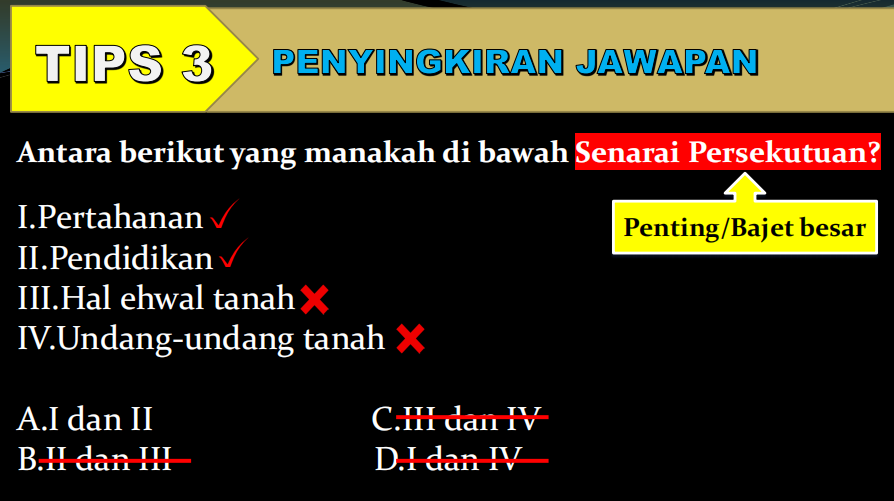 TIPS 3
PENYINGKIRAN JAWAPAN
Antara berikut yang manakah di bawah Senarai Persekutuan?
Penting/Bajet besar
I.Pertahanan
II.Pendidikan
III.Hal ehwal tanah
IV.Undang-undang tanah
A.I dan II
C.III dan IV
B.II dan III
D.I dan IV